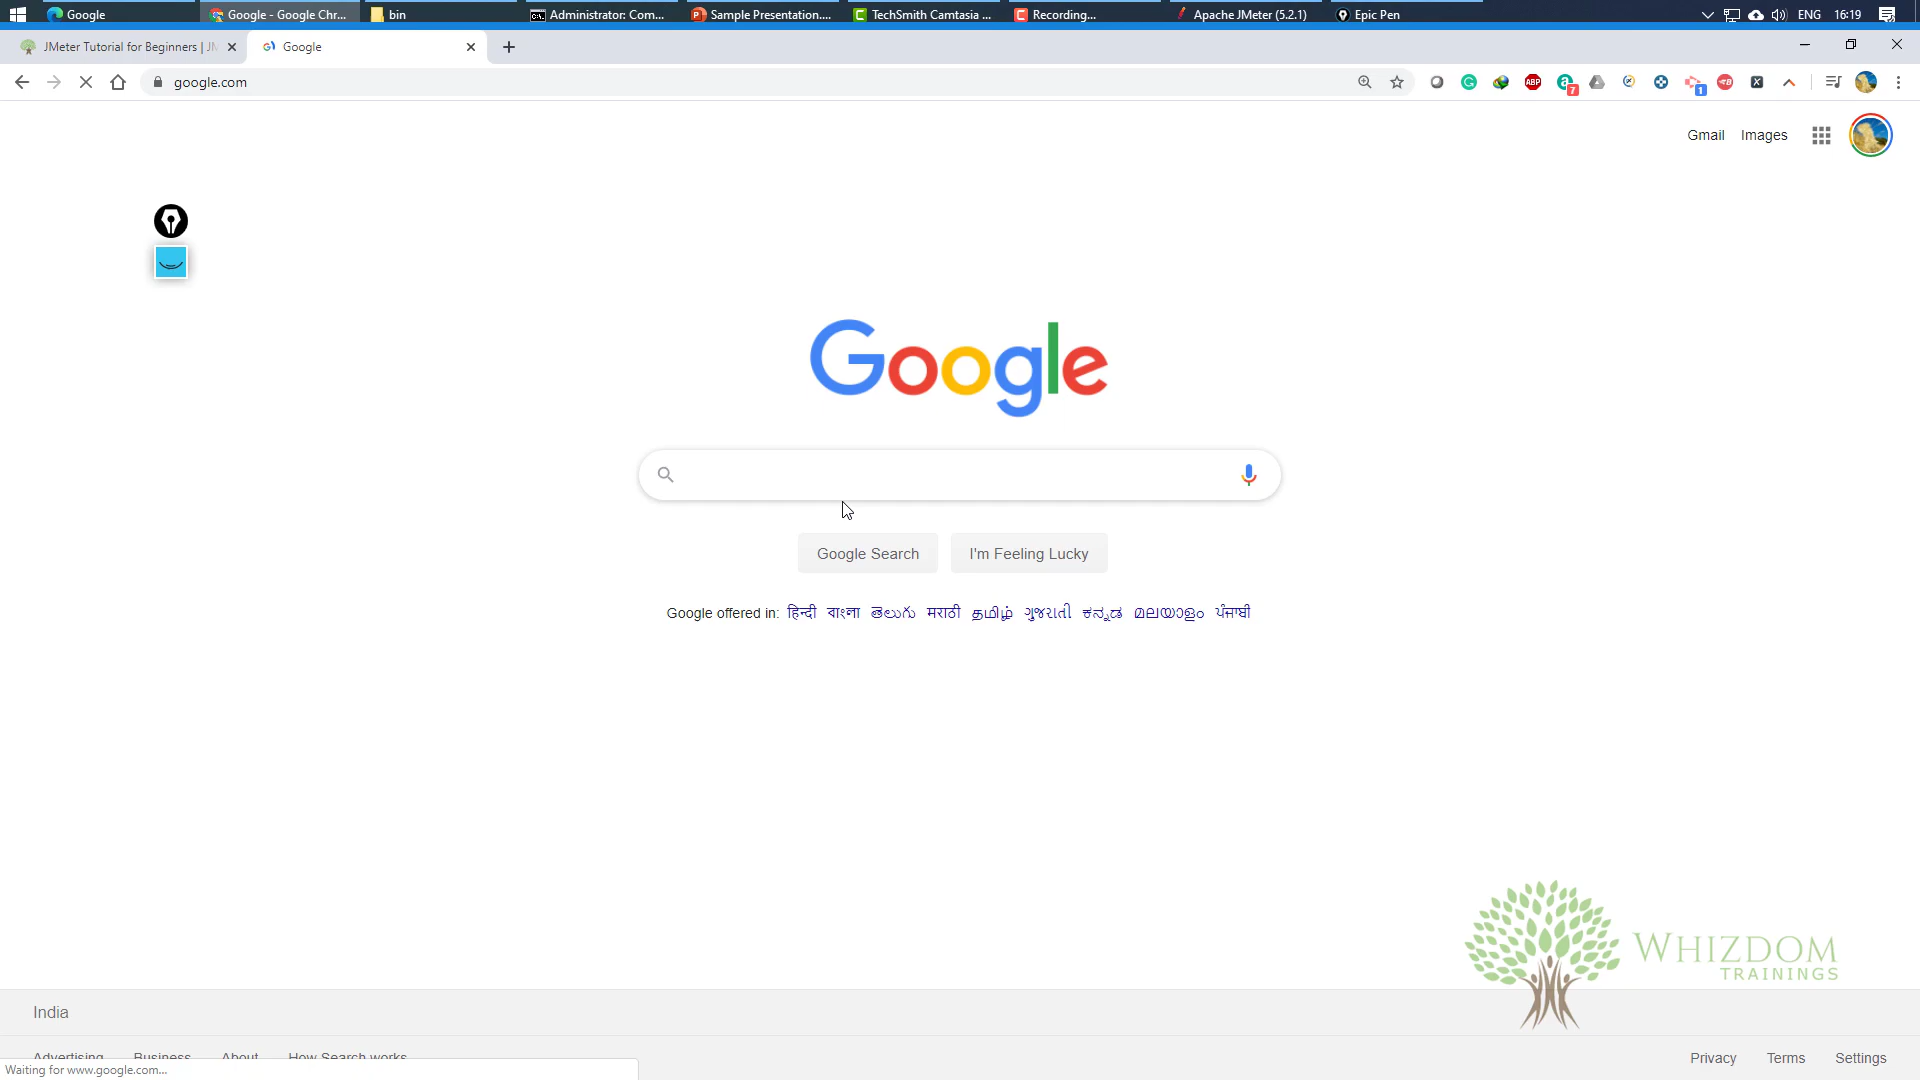 Google
Google - Google Chr...
bin
Administrator: Com...
Sample Presentation....
TechSmith Camtasia ...
Recording...
Apache JMeter (5.2.1)
Epic Pen
ENG
16:19
JMeter Tutorial for Beginners | JM
Google
google.com
ABP
7
1
Gmail
Images
Google
Google Search
I'm Feeling Lucky
Google offered in: हिन्दी বাংলা తెలుగు मराठी தமிழ் ગુજરાતી ಕನ್ನಡ മലയാളം ਪੰਜਾਬੀ
WHIZDOM
TRAININGS
India
Advertising Business About How Search works
Privacy Terms Settings
Waiting for www.google.com...